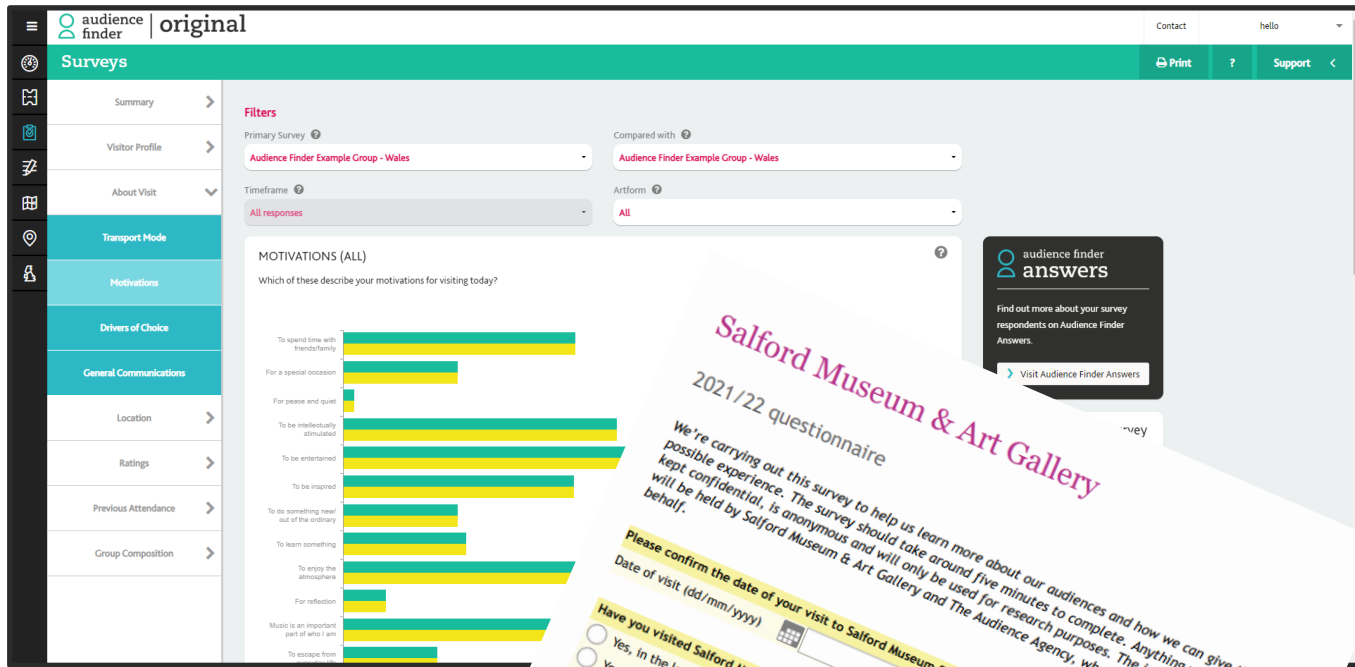 audience finder original
Contact
hello
Surveys
Print
?
Support
Summary
Visitor Profile
About Visit
Transport Mode
Motivations
Drivers of Choice
General Communications
Location
Ratings
Previous Attendance
Group Composition
Filters
Primary Survey ?
Compared with ?
Audience Finder Example Group - Wales
Audience Finder Example Group - Wales
Timeframe ?
Artform ?
All responses
All
MOTIVATIONS (ALL)
?
Which of these describe your motivations for visiting today?
To spend time with
friends/family
For a special occasion
For peace and quiet
To be intellectually
stimulated
To be entertained
To be inspired
To do something new/
out of the ordinary
To learn something
To enjoy the
atmosphere
For reflection
Music is an important
part of who I am
To escape from
audience finder
answers
Find out more about your survey
respondents on Audience Finder
Answers.
Visit Audience Finder Answers
Salford Museum & Art Gallery
2021/22 questionnaire
We're carrying out this survey to help us learn more about our audiences and how we can give
possible experience. The survey should take around five minutes to complete. Anything
kept confidential, is anonymous and will only be used for research purposes. The
will be held by Salford Museum & Art Gallery and The Audience Agency,
behalf.
Please confirm the date of your visit to Salford Museum
Date of visit (dd/mm/yyyy)
Have you visited Salford
Yes, in the